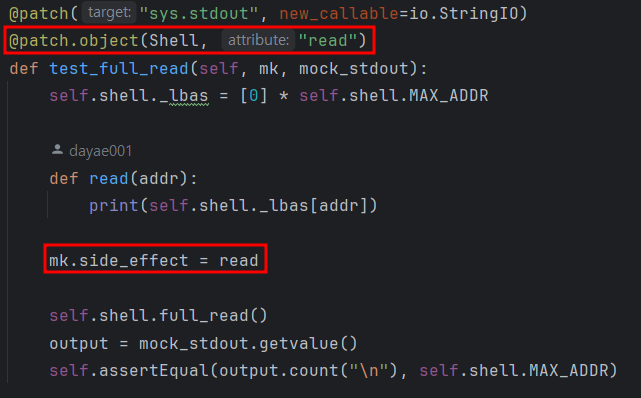 @patch( target: "sys.stdout", new_callable=io.StringIO)
@patch.object(Shell, attribute: "read")
def test_full_read(self, mk, mock_stdout):
self.shell._lbas = [0] * self.shell.MAX_ADDR
dayae001
def read(addr):
print(self.shell._lbas[addr])
mk.side_effect = read
self.shell.full_read()
output = mock_stdout.getvalue()
self.assertEqual(output.count("\n"), self.shell.MAX_ADDR)